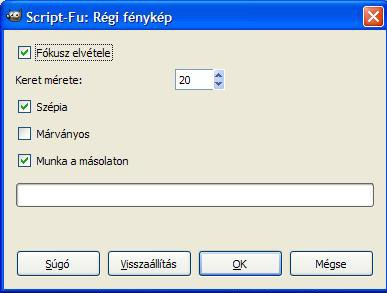 Script-Fu: Régi fénykép
Fókusz elvétele
Keret mérete: 20
Szépia
Márványos
Munka a másolaton
Súgó Visszaállítás OK Mégse